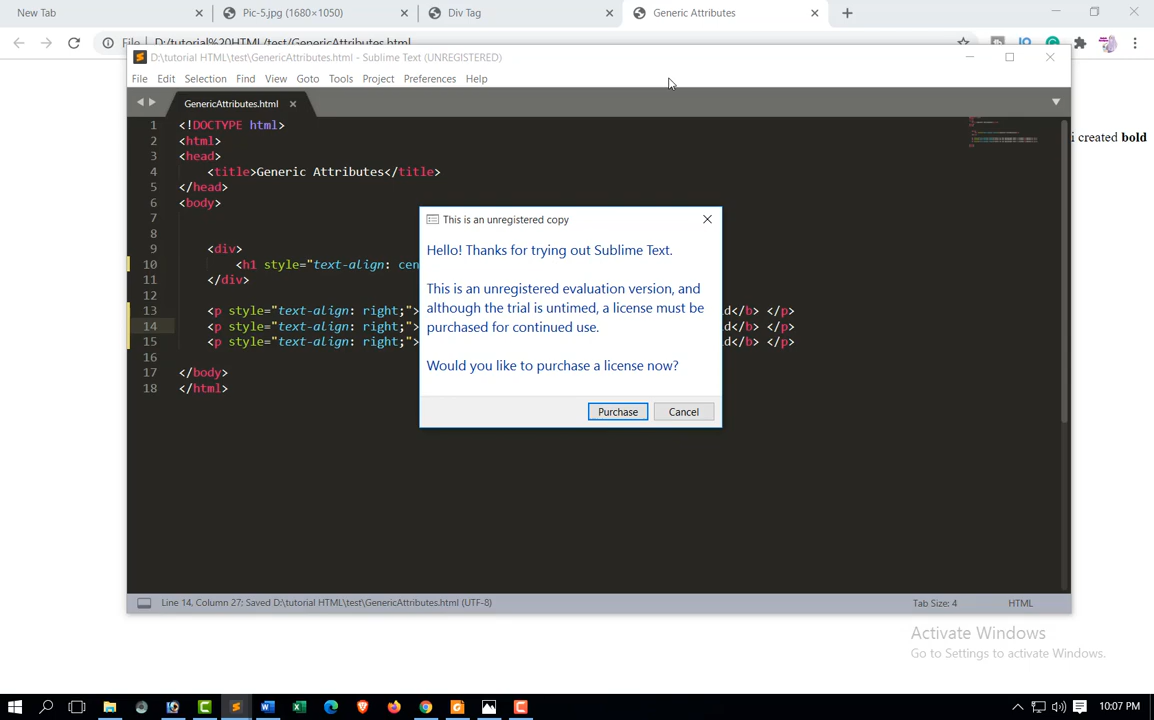 New Tab
Pic-5.jpg (1680×1050)
Div Tag
Generic Attributes
File D:/tutorial%20HTML/test/GenericAttributes.html
D:\tutorial HTML\test\GenericAttributes.html - Sublime Text (UNREGISTERED)
File Edit Selection Find View Goto Tools Project Preferences Help
GenericAttributes.html
i created bold
1 <!DOCTYPE html>
2 <html>
3 <head>
4 <title>Generic Attributes</title>
5 </head>
6 <body>
7
8
9 <div>
10 <h1 style="text-align: cen
11 </div>
12
13 <p style="text-align: right;"> d</b> </p>
14 <p style="text-align: right;"> d</b> </p>
15 <p style="text-align: right;"> d</b> </p>
16
17 </body>
18 </html>
This is an unregistered copy
Hello! Thanks for trying out Sublime Text.
This is an unregistered evaluation version, and
although the trial is untimed, a license must be
purchased for continued use.
Would you like to purchase a license now?
Purchase
Cancel
Line 14, Column 27; Saved D:\tutorial HTML\test\GenericAttributes.html (UTF-8)
Tab Size: 4
HTML
Activate Windows
Go to Settings to activate Windows.
10:07 PM